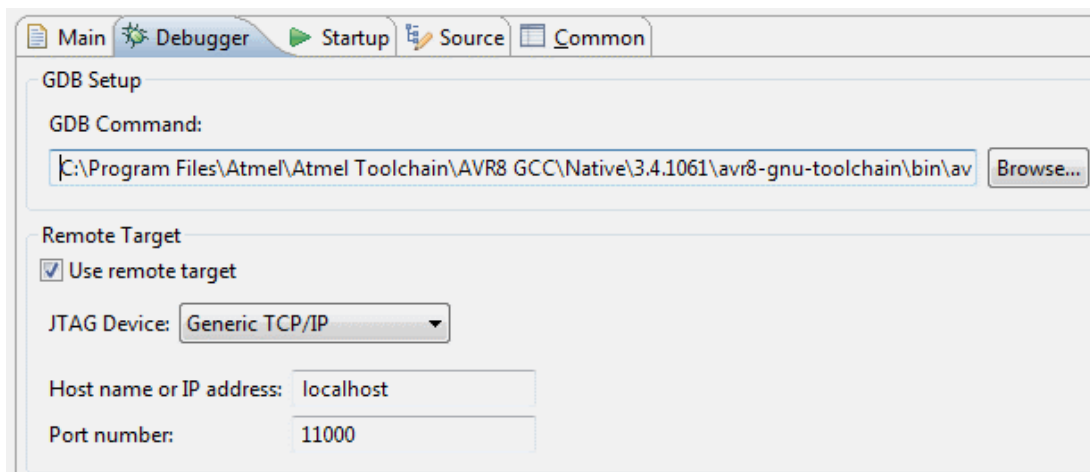 Main Debugger Startup Source Common
GDB Setup
GDB Command:
C:\Program Files\Atmel\Atmel Toolchain\AVR8 GCC\Native\3.4.1061\avr8-gnu-toolchain\bin\av Browse...
Remote Target
Use remote target
JTAG Device: Generic TCP/IP
Host name or IP address: localhost
Port number: 11000